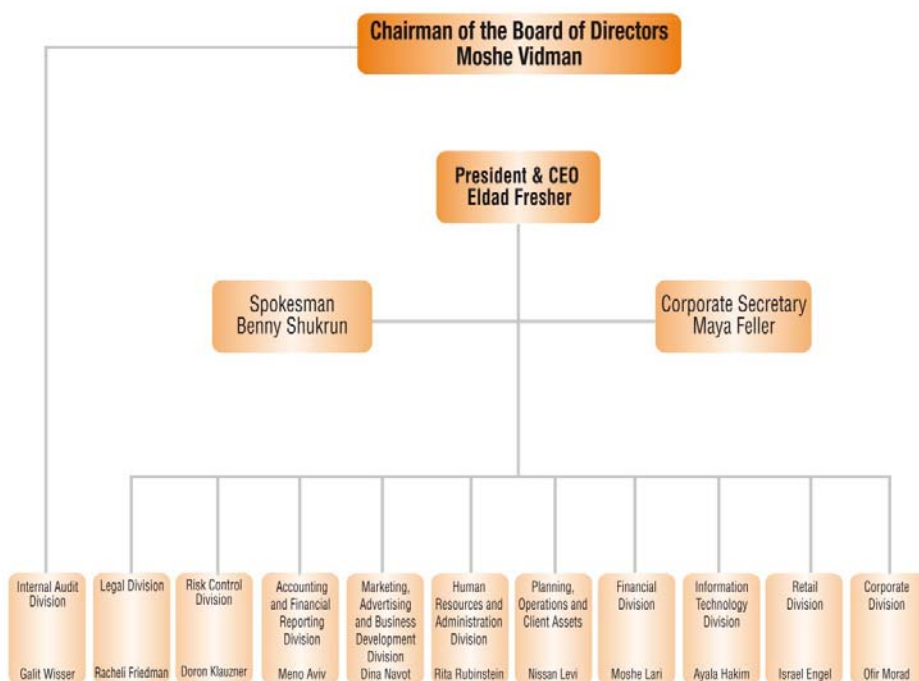 Chairman of the Board of Directors
Moshe Vidman
President & CEO
Eldad Fresher
Spokesman
Benny Shukrun
Corporate Secretary
Maya Feller
Internal Audit
Division
Galit Wisser
Legal Division
Racheli Friedman
Risk Control
Division
Doron Klauzner
Accounting
and Financial
Reporting
Division
Meno Aviv
Marketing,
Advertising
and Business
Development
Division
Dina Navot
Human
Resources and
Administration
Division
Rita Rubinstein
Planning,
Operations and
Client Assets
Nissan Levi
Financial
Division
Moshe Lari
Information
Technology
Division
Ayala Hakim
Retail
Division
Israel Engel
Corporate
Division
Ofir Morad